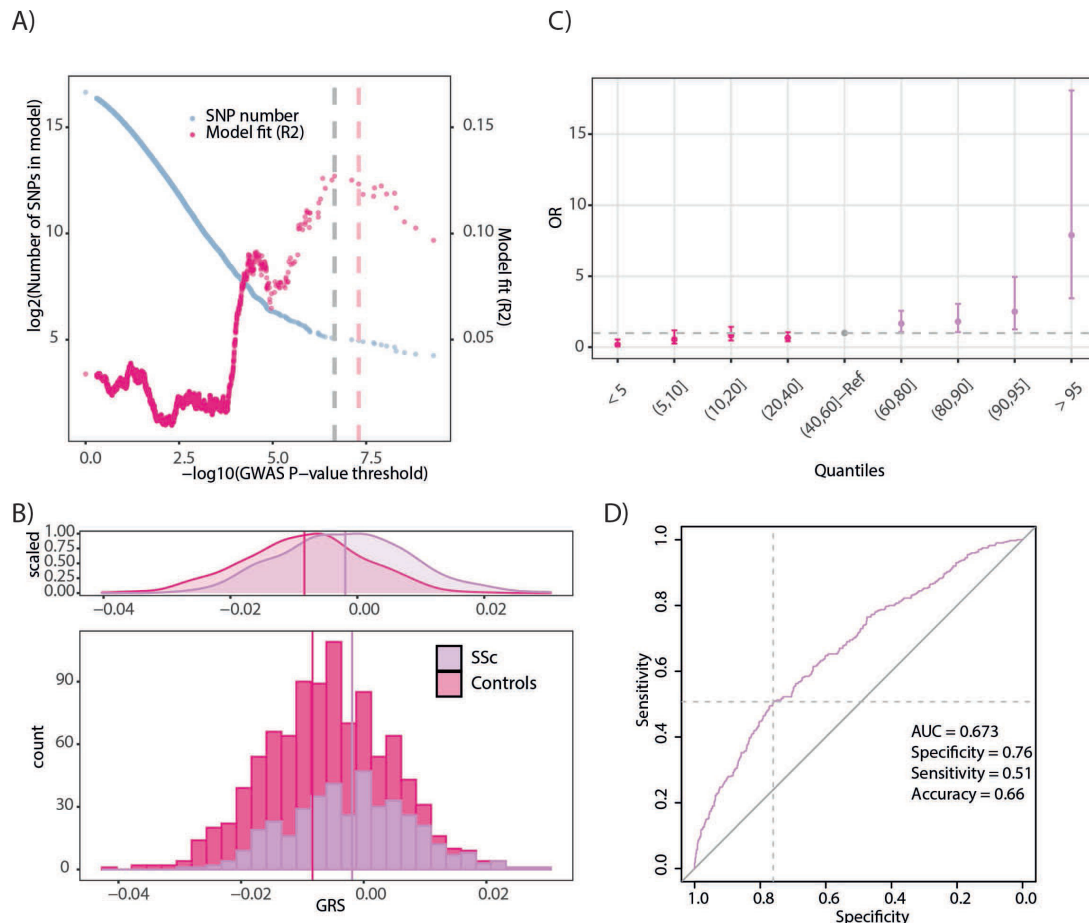 A)
SNP number
Model fit (R2)
log2(Number of SNPs in model)
15
10
5
0.15
0.10
0.05
Model fit (R2)
0.0
2.5
5.0
7.5
−log10(GWAS P−value threshold)
C)
OR
15
10
5
0
< 5
(5,10]
(10,20]
(20,40]
(40,60]−Ref
(60,80]
(80,90]
(90,95]
> 95
Quantiles
B)
scaled
1.00
0.75
0.50
0.25
0.00
−0.04
−0.02
0.00
0.02
SSc
Controls
count
90
60
30
0
−0.04
−0.02
0.00
0.02
GRS
D)
Sensitivity
1.0
0.8
0.6
0.4
0.2
0.0
AUC = 0.673
Specificity = 0.76
Sensitivity = 0.51
Accuracy = 0.66
1.0
0.8
0.6
0.4
0.2
0.0
Specificity